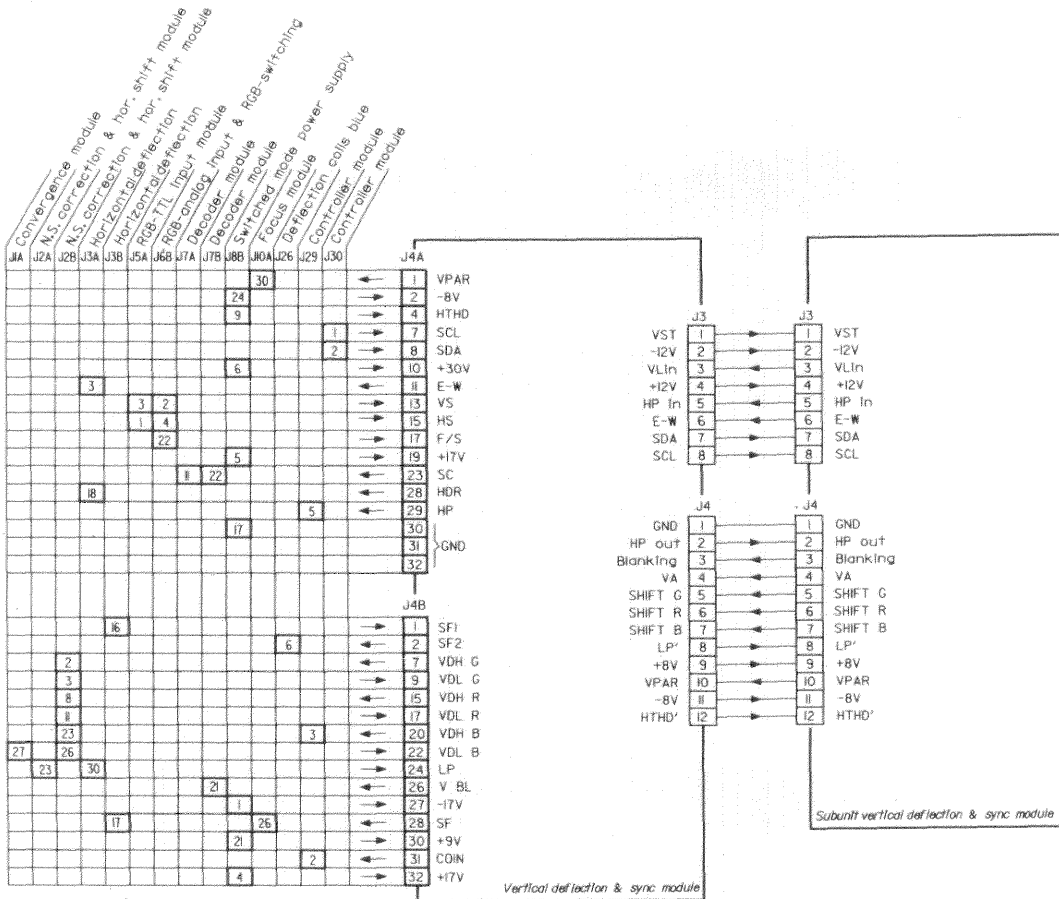 Convergence module
N.S. correction & hor. shift module
N.S. correction & hor. shift module
Horizontaldeflection
Horizontaldeflection
RGB-TTL Input module
RGB-analog Input & RGB-switching
Decoder module
Decoder module
Switched mode power supply
Focus module
Deflection coils blue
Controller module
Controller module
J1A J2A J2B J3A J3B J5A J6B J7A J7B J8B J10A J26 J29 J30 J4A
30 1 VPAR
24 2 -8V
9 4 HTHD
1 7 SCL
2 8 SDA
6 10 +30V
3 11 E-W
3 2 13 VS
1 4 15 HS
22 17 F/S
5 19 +17V
11 22 23 SC
18 28 HDR
5 29 HP
17 30
31 GND
32
J4B
16 1 SF1
6 2 SF2
2 7 VDH G
3 9 VDL G
8 15 VDH R
11 17 VDL R
23 3 20 VDH B
27 26 22 VDL B
23 30 24 LP
21 26 V BL
1 27 -17V
17 26 28 SF
21 30 +9V
2 31 COIN
4 32 +17V
J3 J3
VST 1 1 VST
-12V 2 2 -12V
VLIn 3 3 VLIn
+12V 4 4 +12V
HP In 5 5 HP In
E-W 6 6 E-W
SDA 7 7 SDA
SCL 8 8 SCL
J4 J4
GND 1 1 GND
HP out 2 2 HP out
Blanking 3 3 Blanking
VA 4 4 VA
SHIFT G 5 5 SHIFT G
SHIFT R 6 6 SHIFT R
SHIFT B 7 7 SHIFT B
LP' 8 8 LP'
+8V 9 9 +8V
VPAR 10 10 VPAR
-8V 11 11 -8V
HTHD' 12 12 HTHD'
Subunit vertical deflection & sync module
Vertical deflection & sync module